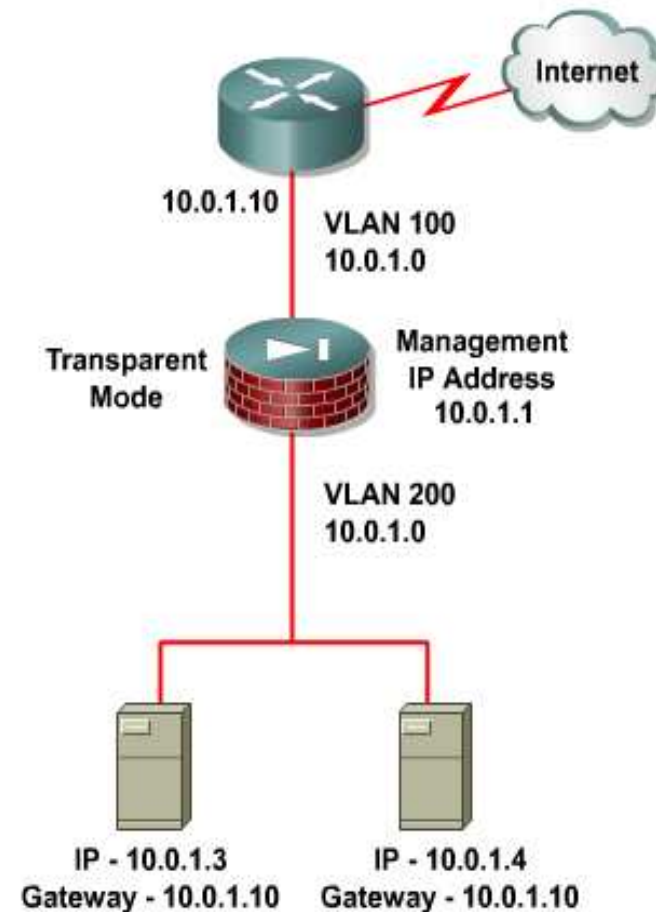 Internet
10.0.1.10
VLAN 100
10.0.1.0
Transparent
Mode
Management
IP Address
10.0.1.1
VLAN 200
10.0.1.0
IP - 10.0.1.3
Gateway - 10.0.1.10
IP - 10.0.1.4
Gateway - 10.0.1.10